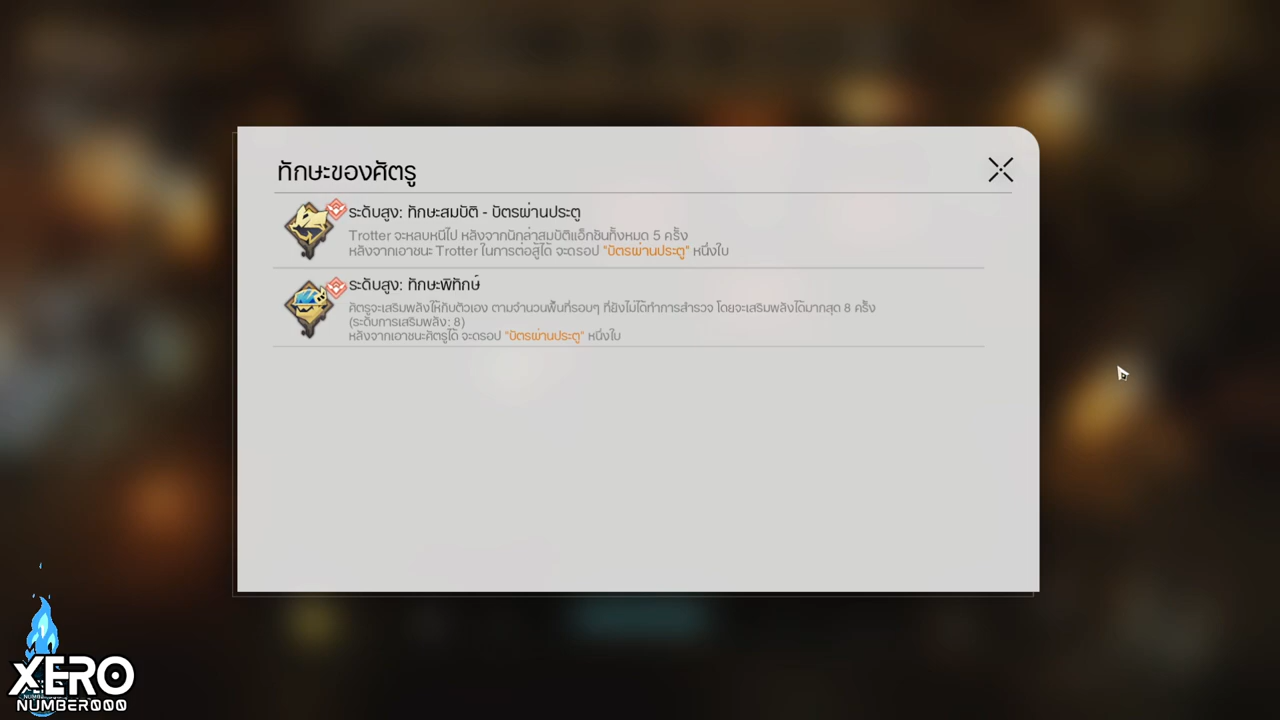 ทักษะของศัตรู
ระดับสูง: ทักษะสมบัติ - บัตรผ่านประตู
Trotter จะหลบหนีไป หลังจากนักล่าสมบัติแอ็กชันทั้งหมด 5 ครั้ง
หลังจากเอาชนะ Trotter ในการต่อสู้ได้ จะดรอป "บัตรผ่านประตู" หนึ่งใบ
ระดับสูง: ทักษะพิทักษ์
ศัตรูจะเสริมพลังให้กับตัวเอง ตามจำนวนพื้นที่รอบๆ ที่ยังไม่ได้ทำการสำรวจ โดยจะเสริมพลังได้มากสุด 8 ครั้ง
(ระดับการเสริมพลัง: 8)
หลังจากเอาชนะศัตรูได้ จะดรอป "บัตรผ่านประตู" หนึ่งใบ
XERO
NUMBER000